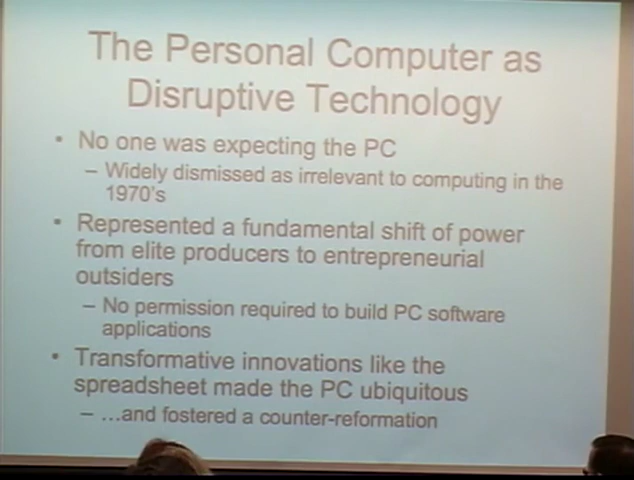 The Personal Computer as
Disruptive Technology
• No one was expecting the PC
– Widely dismissed as irrelevant to computing in the
1970's
• Represented a fundamental shift of power
from elite producers to entrepreneurial
outsiders
– No permission required to build PC software
applications
• Transformative innovations like the
spreadsheet made the PC ubiquitous
– ...and fostered a counter-reformation